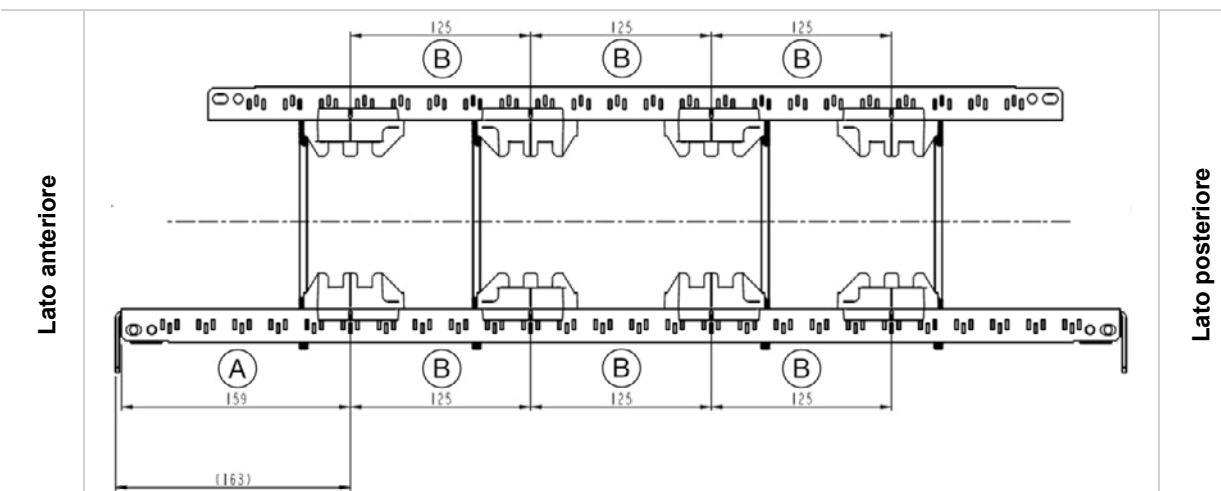 125 125 125
B B B
Lato anteriore
Lato posteriore
A B B B
159 125 125 125
(163)